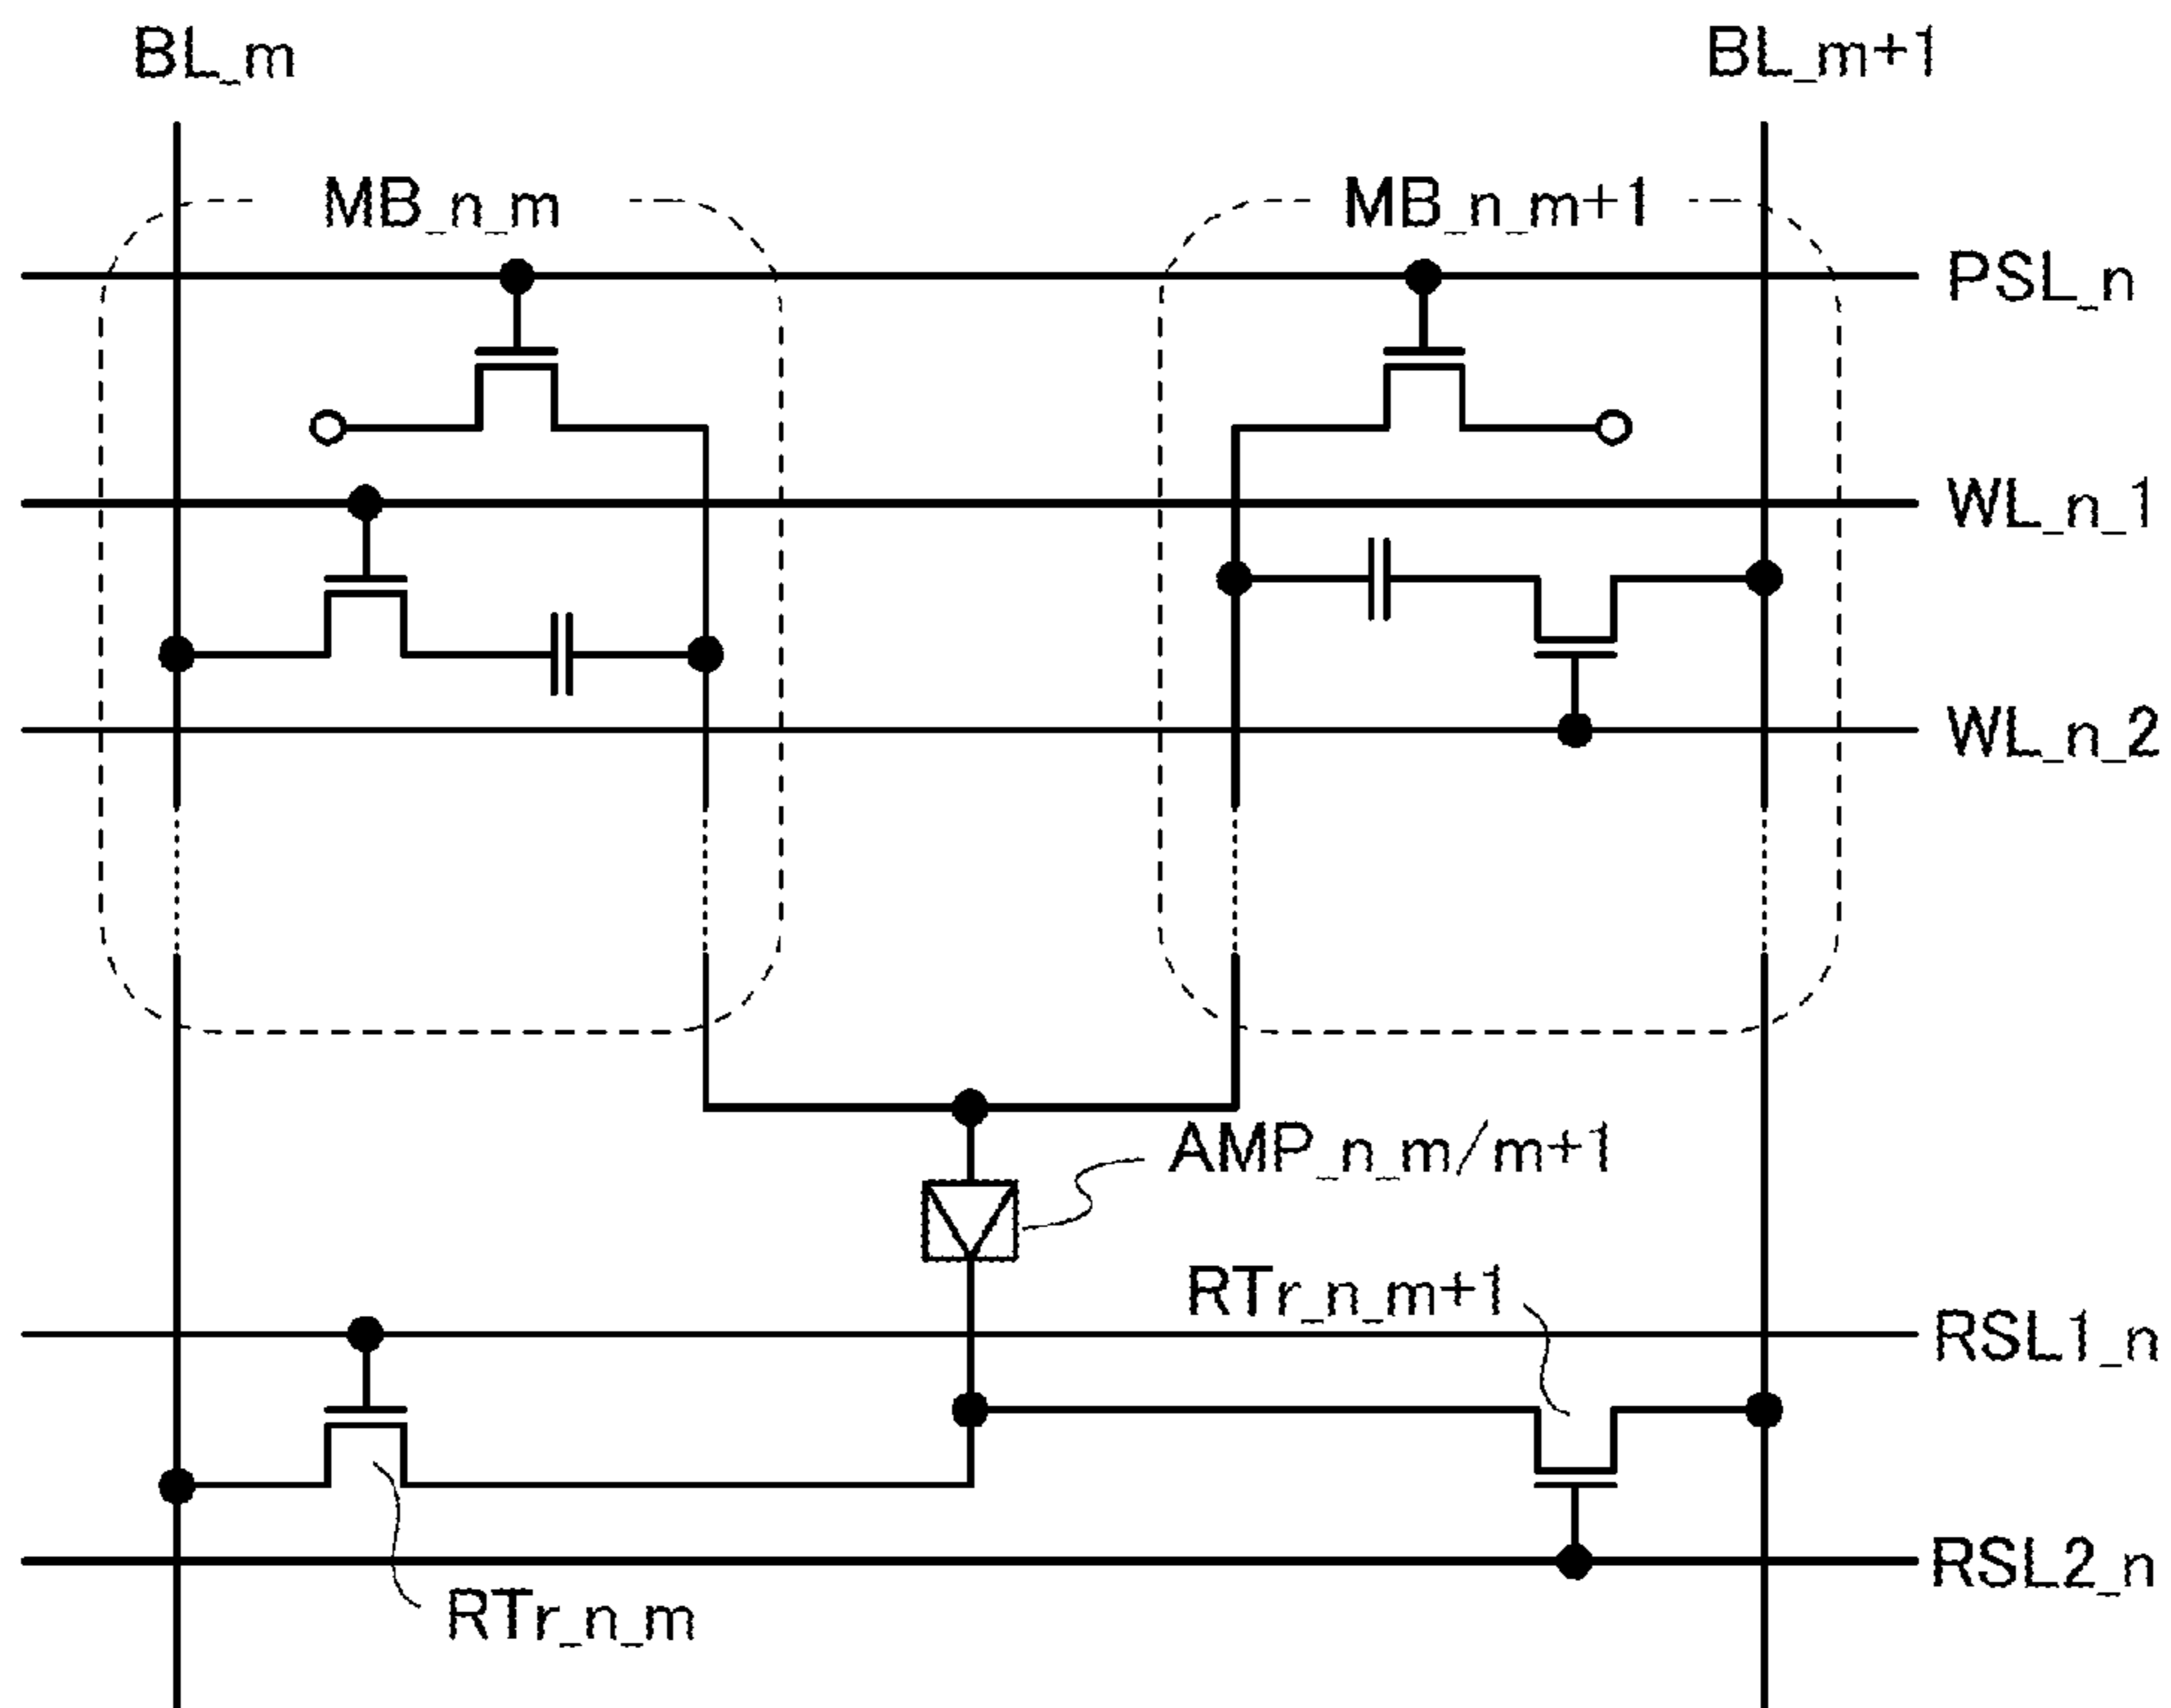 BL_m
BL_m+1
MB_n_m
MB_n_m+1
PSL_n
WL_n_1
WL_n_2
AMP_n_m/m+1
RTr_n_m+1
RSL1_n
RSL2_n
RTr_n_m